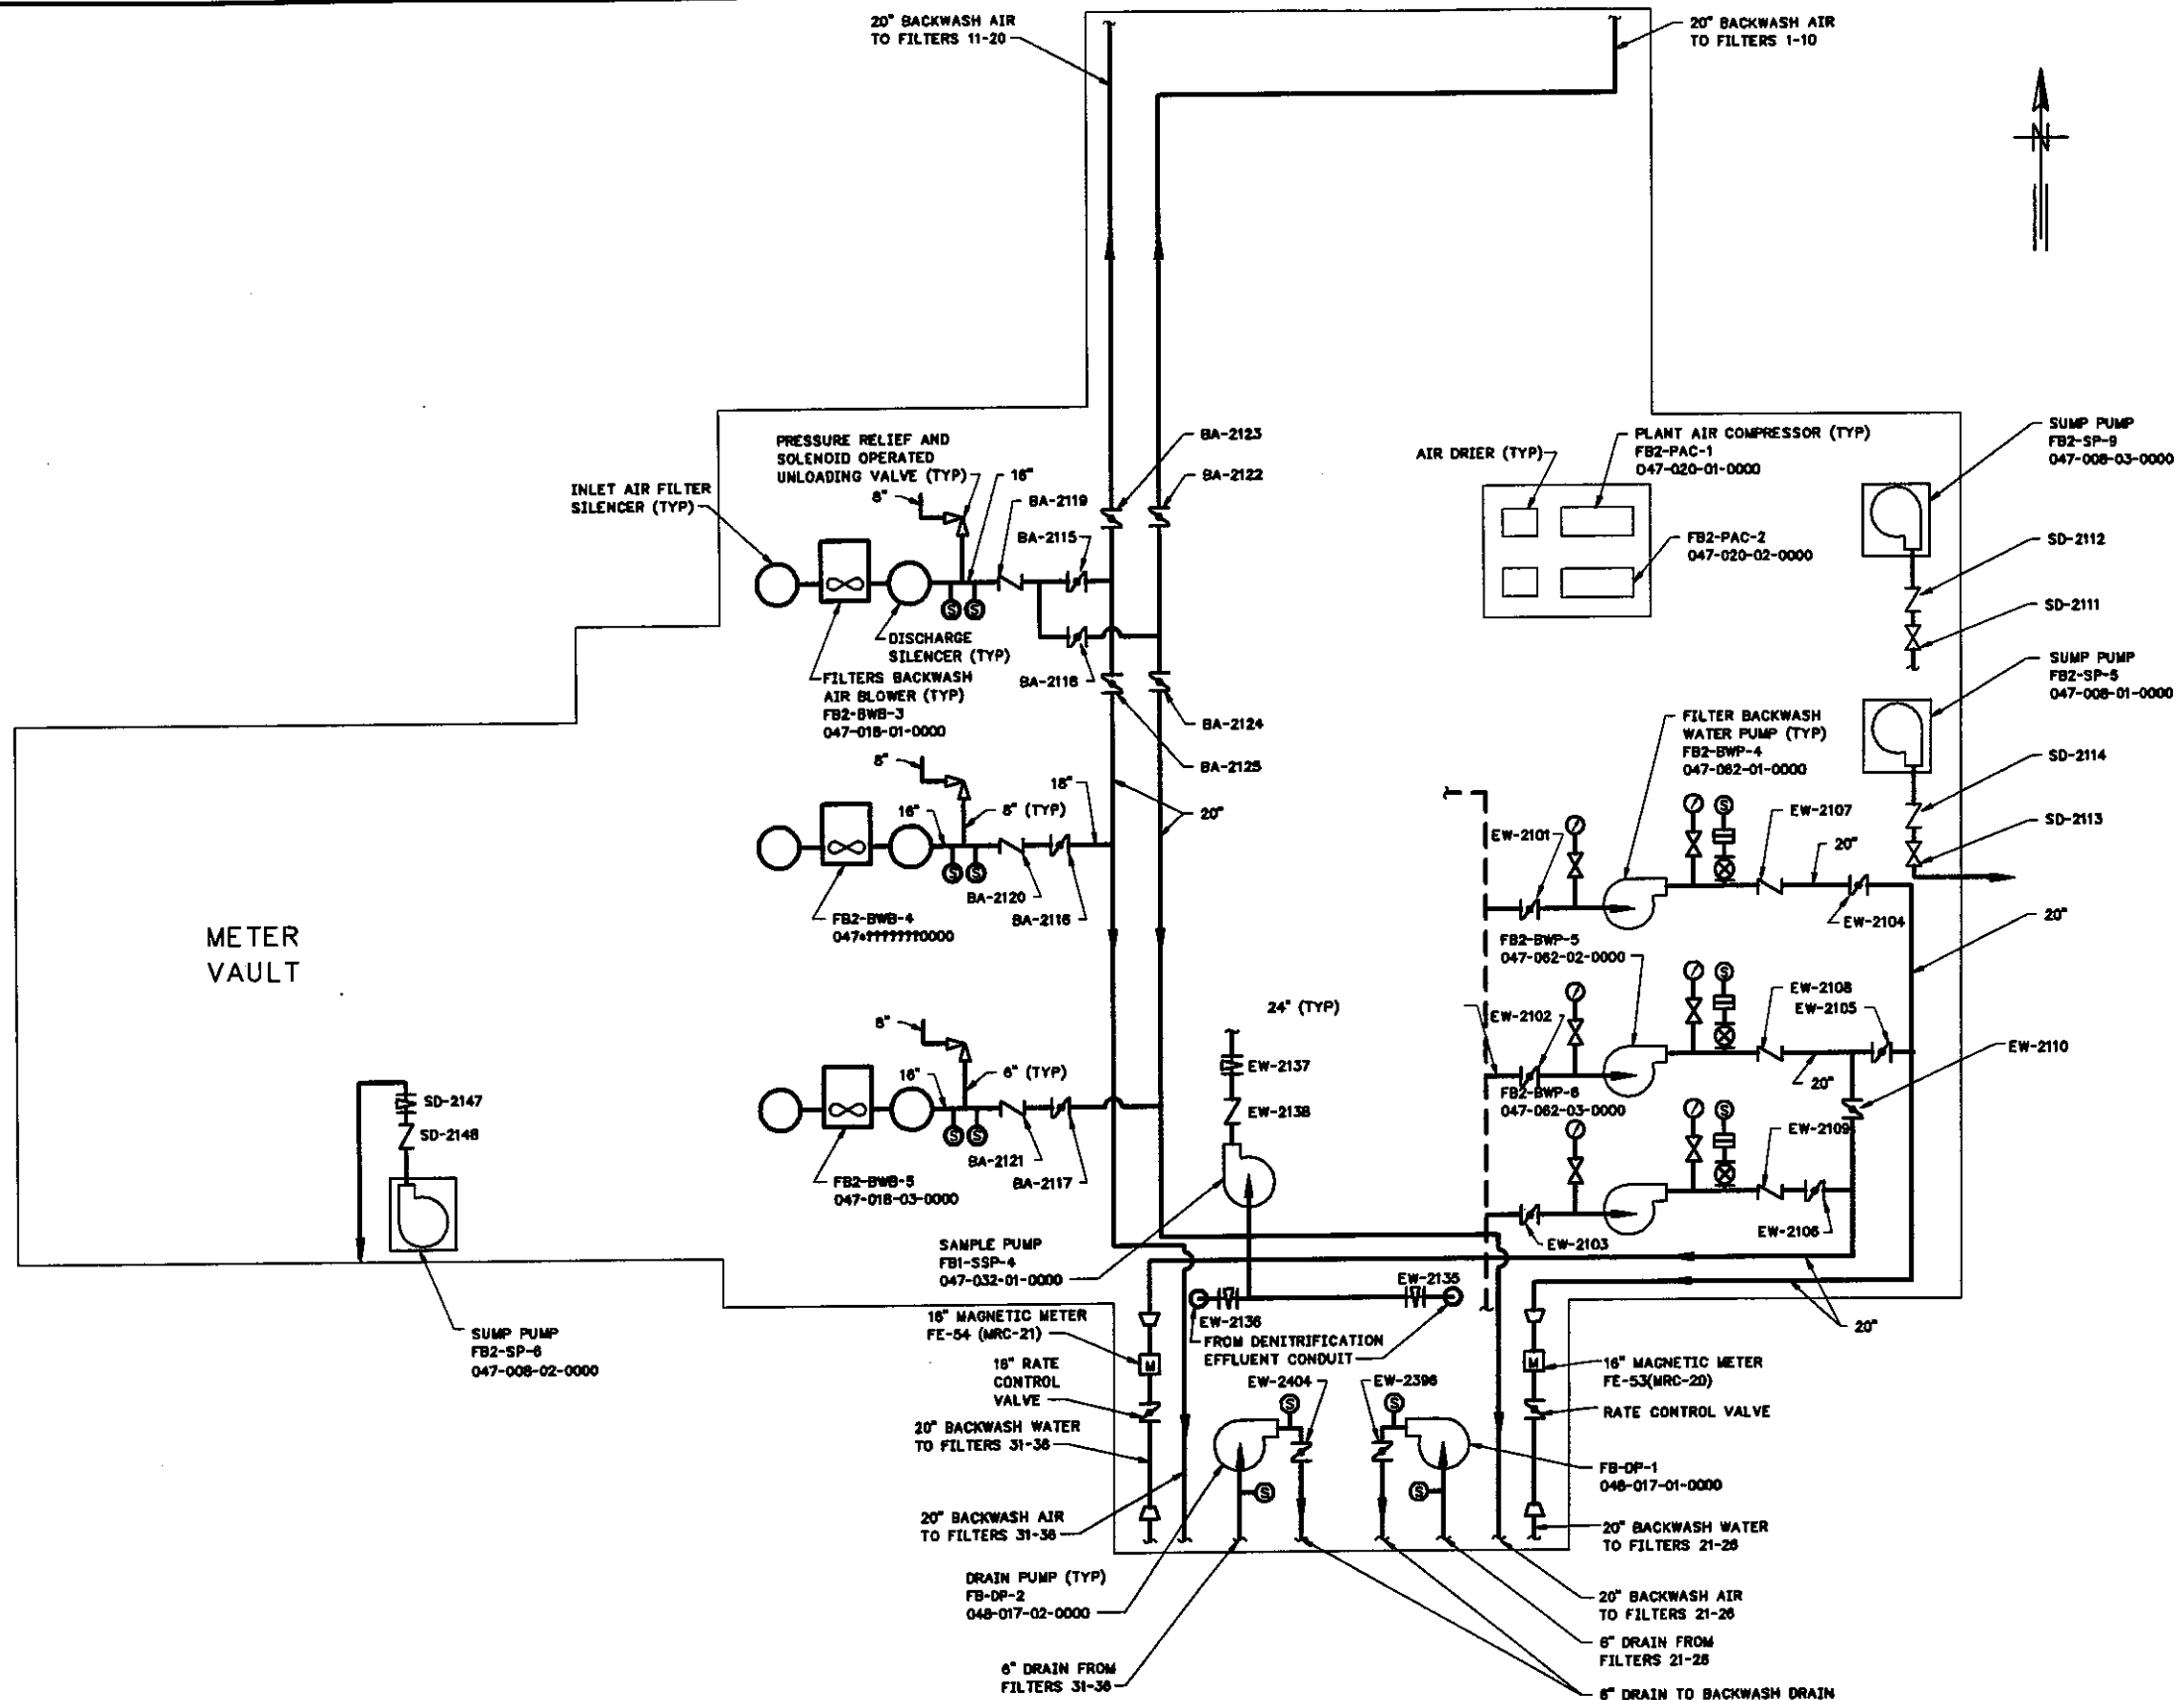 20" BACKWASH AIR
TO FILTERS 11-20
20" BACKWASH AIR
TO FILTERS 1-10
N
PRESSURE RELIEF AND
SOLENOID OPERATED
UNLOADING VALVE (TYP)
8"
16"
INLET AIR FILTER
SILENCER (TYP)
BA-2119
BA-2115
BA-2123
BA-2122
S
S
DISCHARGE
SILENCER (TYP)
FILTERS BACKWASH
AIR BLOWER (TYP)
FB2-BWB-3
047-018-01-0000
BA-2118
BA-2124
BA-2125
AIR DRIER (TYP)
PLANT AIR COMPRESSOR (TYP)
FB2-PAC-1
047-020-01-0000
FB2-PAC-2
047-020-02-0000
SUMP PUMP
FB2-SP-9
047-008-03-0000
SD-2112
SD-2111
SUMP PUMP
FB2-SP-5
047-008-01-0000
SD-2114
SD-2113
8"
16"
8" (TYP)
18"
20"
S
S
BA-2120
BA-2116
FB2-BWB-4
047-???????0000
FILTER BACKWASH
WATER PUMP (TYP)
FB2-BWP-4
047-062-01-0000
EW-2101
S
EW-2107
20"
EW-2104
20"
FB2-BWP-5
047-062-02-0000
METER
VAULT
24" (TYP)
EW-2102
S
EW-2108
EW-2105
20"
EW-2110
FB2-BWP-6
047-062-03-0000
8"
16"
6" (TYP)
S
S
BA-2121
BA-2117
FB2-BWB-5
047-018-03-0000
EW-2137
EW-2138
S
EW-2109
EW-2106
EW-2103
SD-2147
SD-2148
SUMP PUMP
FB2-SP-6
047-008-02-0000
SAMPLE PUMP
FB1-SSP-4
047-032-01-0000
EW-2135
EW-2136
FROM DENITRIFICATION
EFFLUENT CONDUIT
16" MAGNETIC METER
FE-54 (MRC-21)
M
16" RATE
CONTROL
VALVE
20" BACKWASH WATER
TO FILTERS 31-36
20" BACKWASH AIR
TO FILTERS 31-36
EW-2404
EW-2396
S
S
S
S
20"
M
16" MAGNETIC METER
FE-53(MRC-20)
RATE CONTROL VALVE
FB-DP-1
048-017-01-0000
20" BACKWASH WATER
TO FILTERS 21-26
DRAIN PUMP (TYP)
FB-DP-2
048-017-02-0000
20" BACKWASH AIR
TO FILTERS 21-26
6" DRAIN FROM
FILTERS 21-26
6" DRAIN FROM
FILTERS 31-36
6" DRAIN TO BACKWASH DRAIN